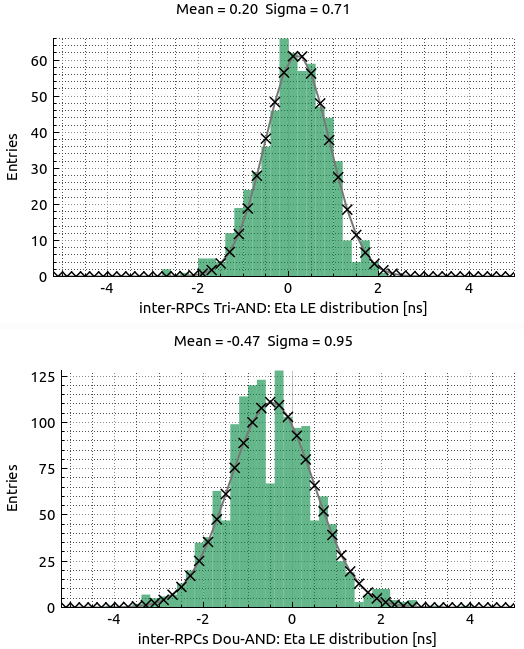 Mean = 0.20 Sigma = 0.71
60
50
40
30
20
10
0
Entries
-4 -2 0 2 4
inter-RPCs Tri-AND: Eta LE distribution [ns]
Mean = -0.47 Sigma = 0.95
125
100
75
50
25
0
Entries
-4 -2 0 2 4
inter-RPCs Dou-AND: Eta LE distribution [ns]